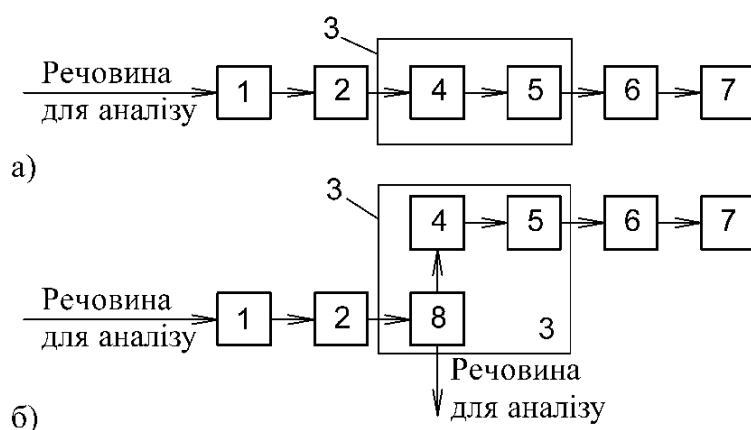 3
Речовина
для аналізу
1 2 4 5 6 7
а)
3
4 5 6 7
Речовина
для аналізу
1 2 8 3
Речовина
для аналізу
б)